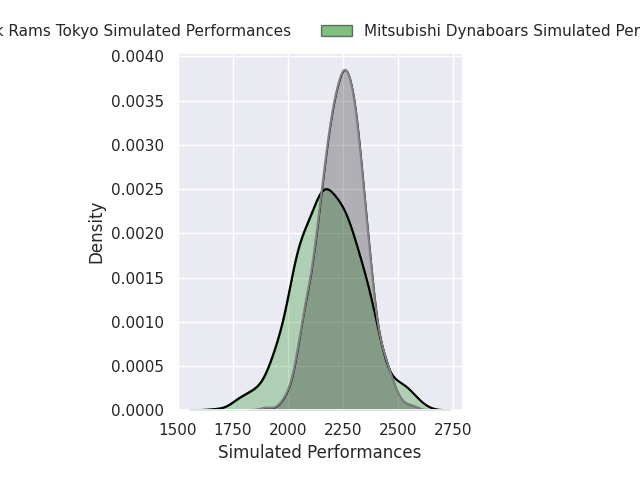 Rams Tokyo Simulated Performances Mitsubishi Dynaboars Simulated
0.0040
0.0035
0.0030
0.0025
0.0020
0.0015
0.0010
0.0005
0.0000
Density
1500 1750 2000 2250 2500 2750
Simulated Performances